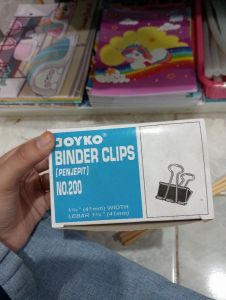 JOYKO®
BINDER CLIPS
(PENJEPIT)
NO.200
1⅝" (41mm) WIDTH
LEBAR 1⅝" (41mm)